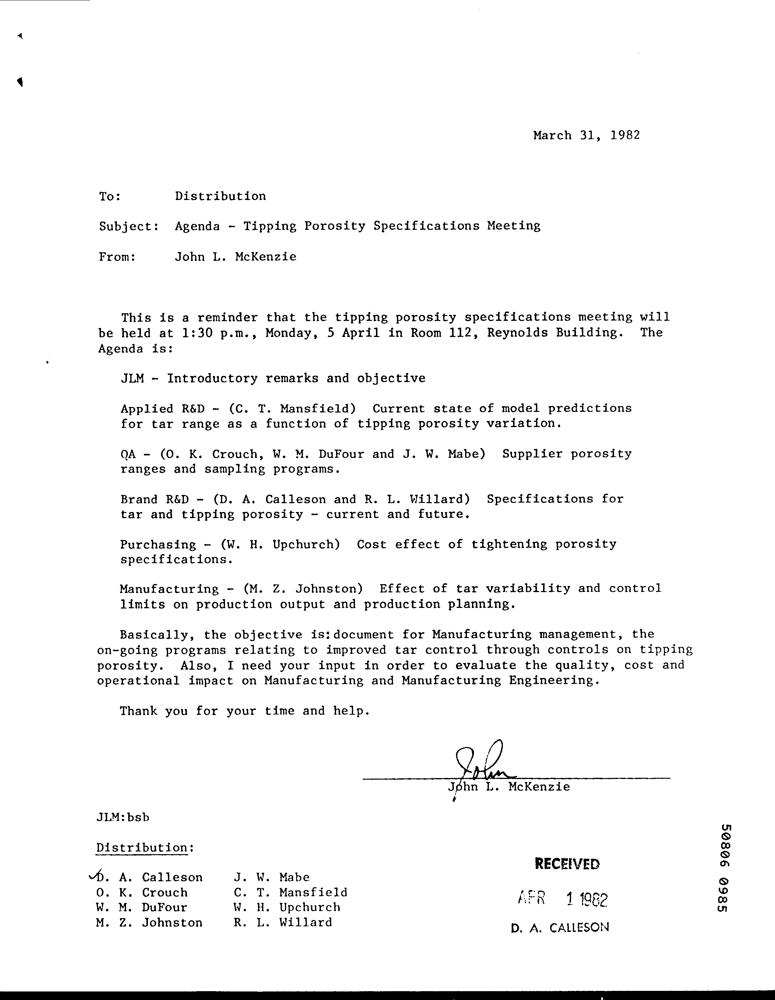 March 31, 1982
To: Distribution
Subject: Agenda - Tipping Porosity Specifications Meeting
From: John L. McKenzie
This is a reminder that the tipping porosity specifications meeting will
be held at 1:30 p.m., Monday, 5 April in Room 112, Reynolds Building. The
Agenda is:
JLM - Introductory remarks and objective
Applied R&D - (C. T. Mansfield) Current state of model predictions
for tar range as a function of tipping porosity variation.
QA - (O. K. Crouch, W. M. DuFour and J. W. Mabe) Supplier porosity
ranges and sampling programs.
Brand R&D - (D. A. Calleson and R. L. Willard) Specifications for
tar and tipping porosity - current and future.
Purchasing - (W. H. Upchurch) Cost effect of tightening porosity
specifications.
Manufacturing - (M. Z. Johnston) Effect of tar variability and control
limits on production output and production planning.
Basically, the objective is: document for Manufacturing management, the
on-going programs relating to improved tar control through controls on tipping
porosity. Also, I need your input in order to evaluate the quality, cost and
operational impact on Manufacturing and Manufacturing Engineering.
Thank you for your time and help.
John
John L. McKenzie
JLM:bsb
Distribution:
D. A. Calleson J. W. Mabe
O. K. Crouch C. T. Mansfield
W. M. DuFour W. H. Upchurch
M. Z. Johnston R. L. Willard
RECEIVED
APR 1 1982
D. A. CALLESON
50806 0985